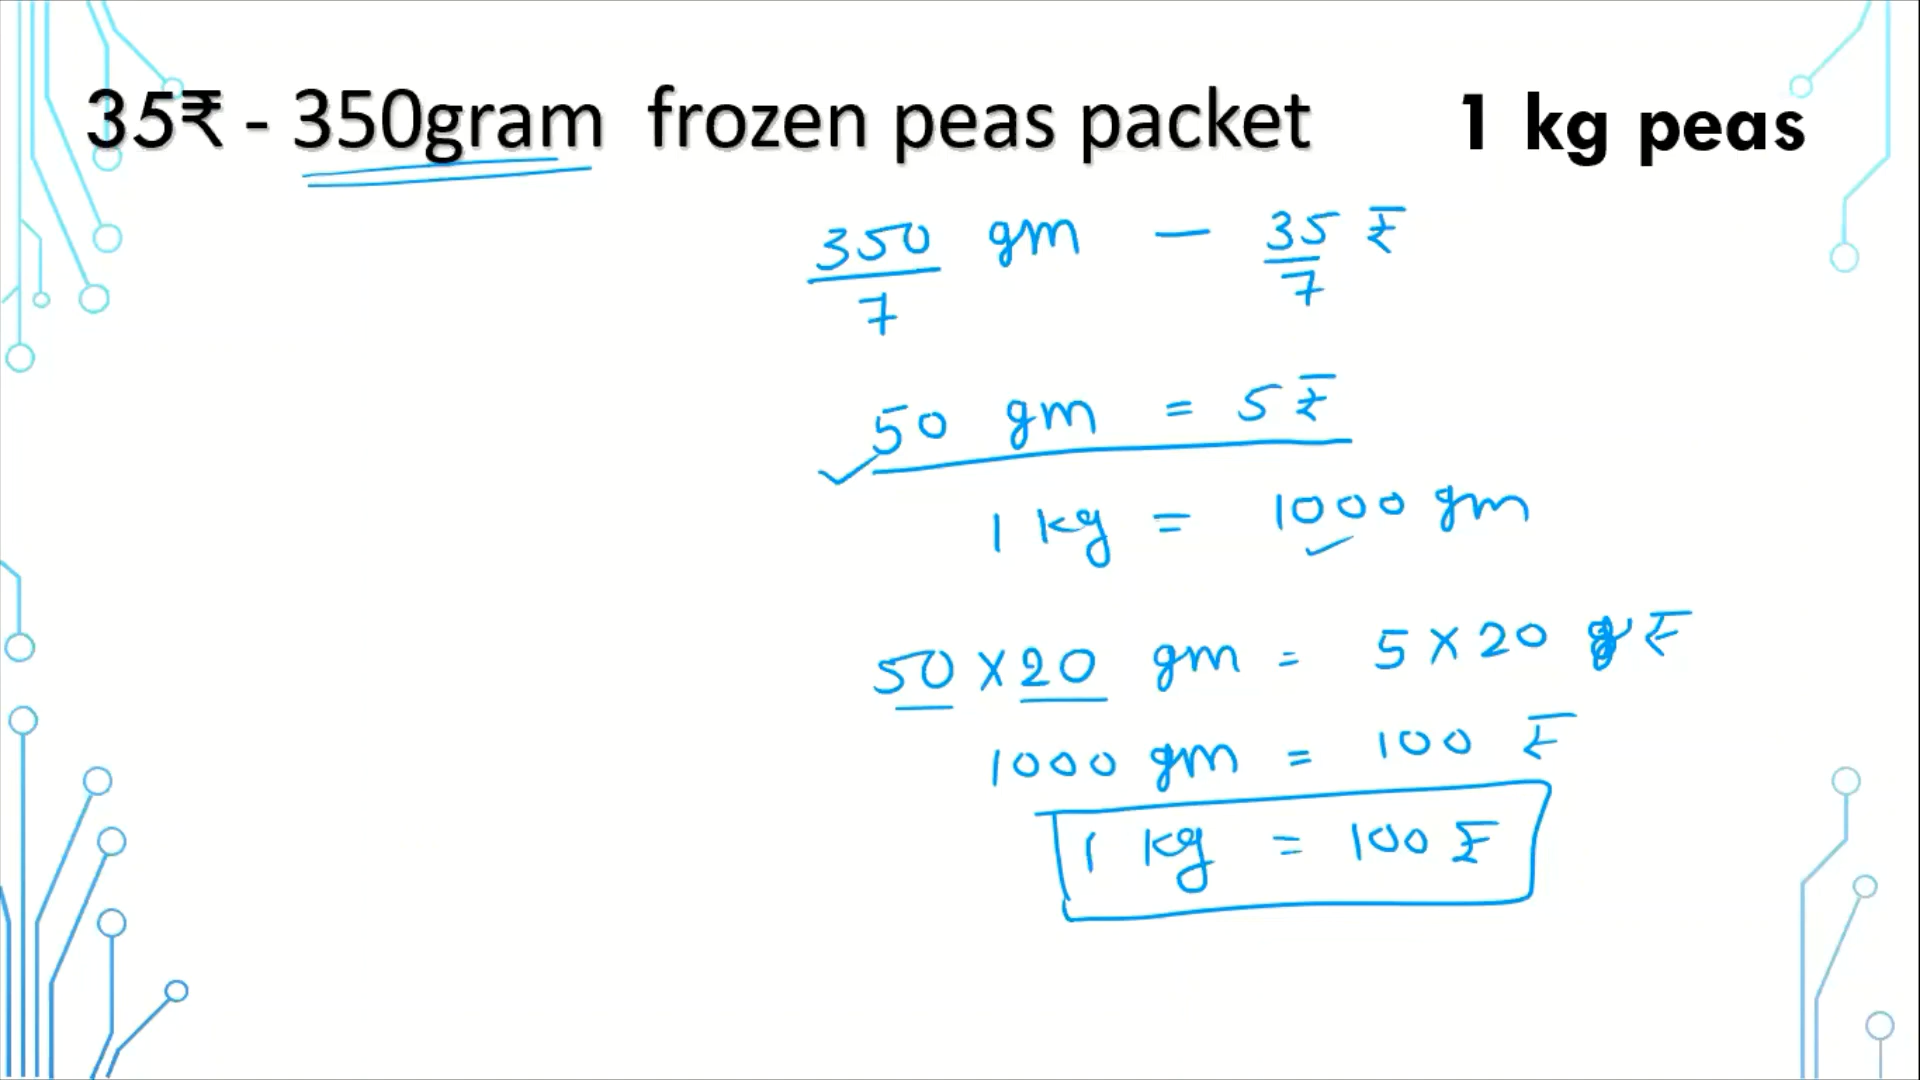 35₹ - 350gram frozen peas packet 1 kg peas
350/7 gm — 35/7 ₹
50 gm = 5 ₹
1 kg = 1000 gm
50 × 20 gm = 5 × 20 ₹
1000 gm = 100 ₹
1 kg = 100 ₹